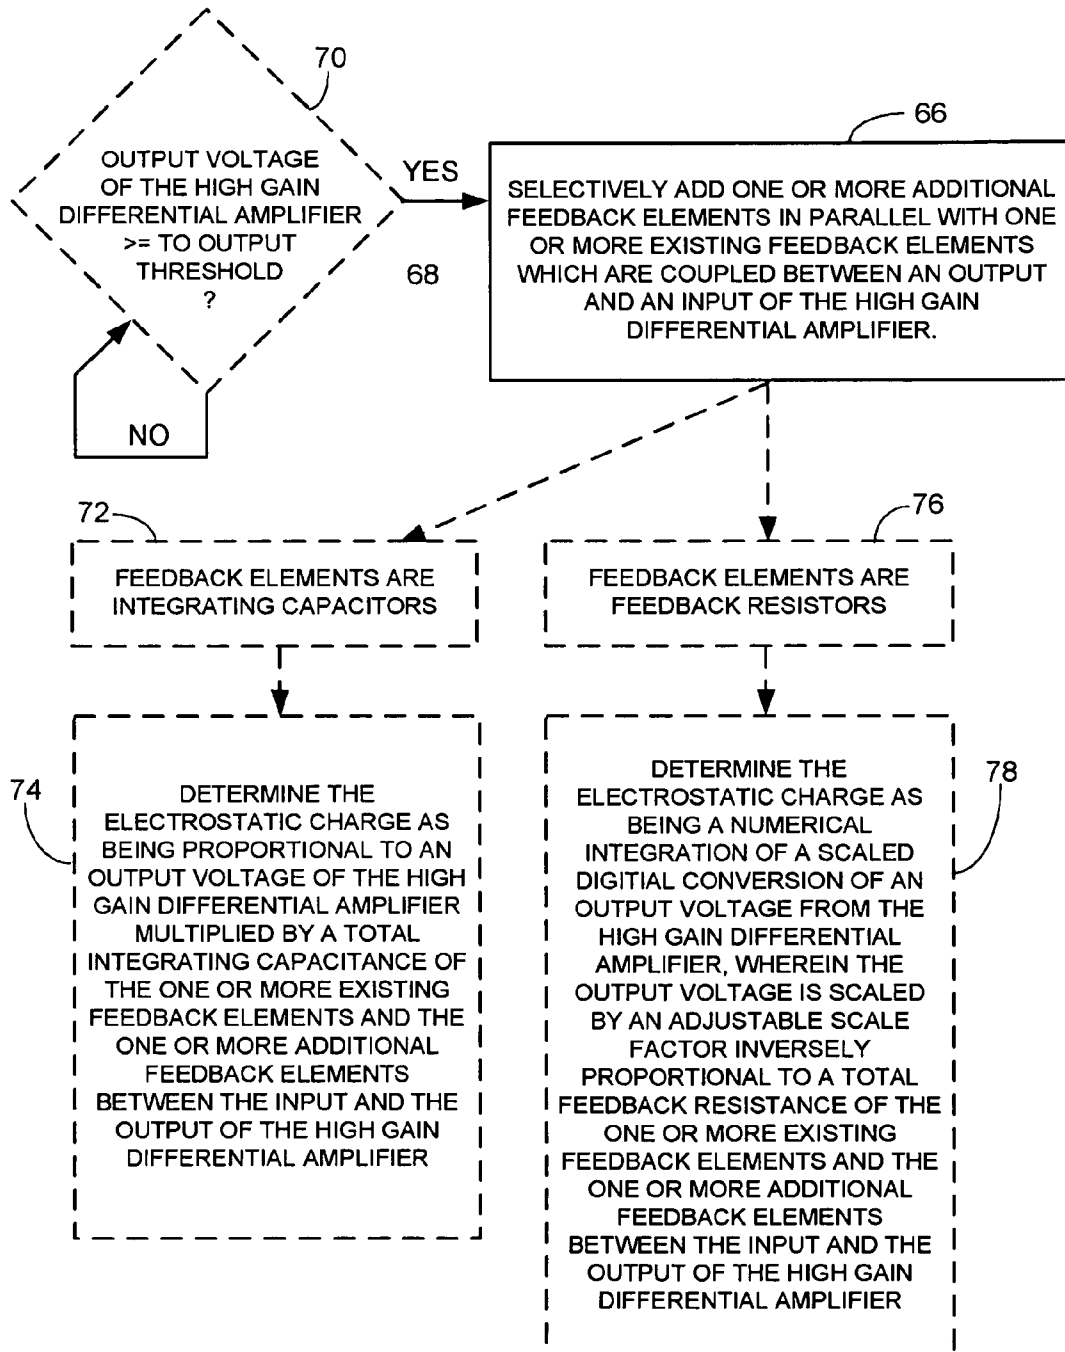 70
OUTPUT VOLTAGE
OF THE HIGH GAIN
DIFFERENTIAL AMPLIFIER
>= TO OUTPUT
THRESHOLD
?
YES
68
NO
66
SELECTIVELY ADD ONE OR MORE ADDITIONAL
FEEDBACK ELEMENTS IN PARALLEL WITH ONE
OR MORE EXISTING FEEDBACK ELEMENTS
WHICH ARE COUPLED BETWEEN AN OUTPUT
AND AN INPUT OF THE HIGH GAIN
DIFFERENTIAL AMPLIFIER.
72
FEEDBACK ELEMENTS ARE
INTEGRATING CAPACITORS
76
FEEDBACK ELEMENTS ARE
FEEDBACK RESISTORS
74
DETERMINE THE
ELECTROSTATIC CHARGE AS
BEING PROPORTIONAL TO AN
OUTPUT VOLTAGE OF THE HIGH
GAIN DIFFERENTIAL AMPLIFIER
MULTIPLIED BY A TOTAL
INTEGRATING CAPACITANCE OF
THE ONE OR MORE EXISTING
FEEDBACK ELEMENTS AND THE
ONE OR MORE ADDITIONAL
FEEDBACK ELEMENTS
BETWEEN THE INPUT AND THE
OUTPUT OF THE HIGH GAIN
DIFFERENTIAL AMPLIFIER
78
DETERMINE THE
ELECTROSTATIC CHARGE AS
BEING A NUMERICAL
INTEGRATION OF A SCALED
DIGITIAL CONVERSION OF AN
OUTPUT VOLTAGE FROM THE
HIGH GAIN DIFFERENTIAL
AMPLIFIER, WHEREIN THE
OUTPUT VOLTAGE IS SCALED
BY AN ADJUSTABLE SCALE
FACTOR INVERSELY
PROPORTIONAL TO A TOTAL
FEEDBACK RESISTANCE OF THE
ONE OR MORE EXISTING
FEEDBACK ELEMENTS AND THE
ONE OR MORE ADDITIONAL
FEEDBACK ELEMENTS
BETWEEN THE INPUT AND THE
OUTPUT OF THE HIGH GAIN
DIFFERENTIAL AMPLIFIER